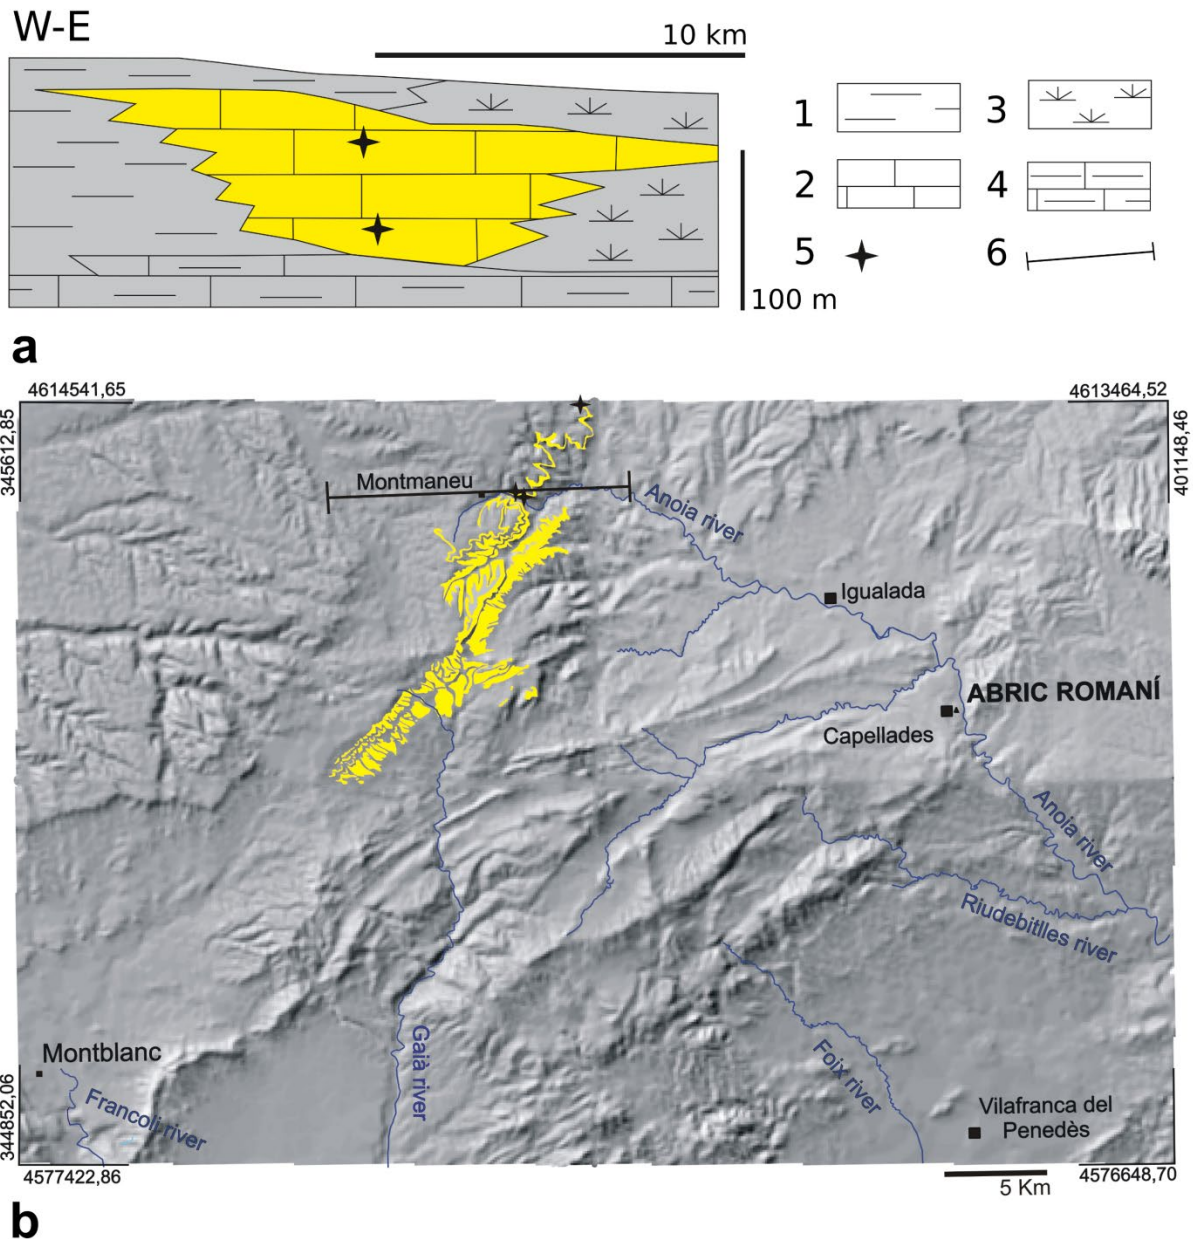 W-E
10 km
1
3
2
4
5
6
100 m
a
4614541,65
4613464,52
345612,85
401148,46
Montmaneu
Anoia river
Igualada
ABRIC ROMANÍ
Capellades
Anoia river
Riudebitlles river
Gaià river
Foix river
Montblanc
Francolí river
344852,06
Vilafranca del
Penedès
4577422,86
4576648,70
5 Km
b